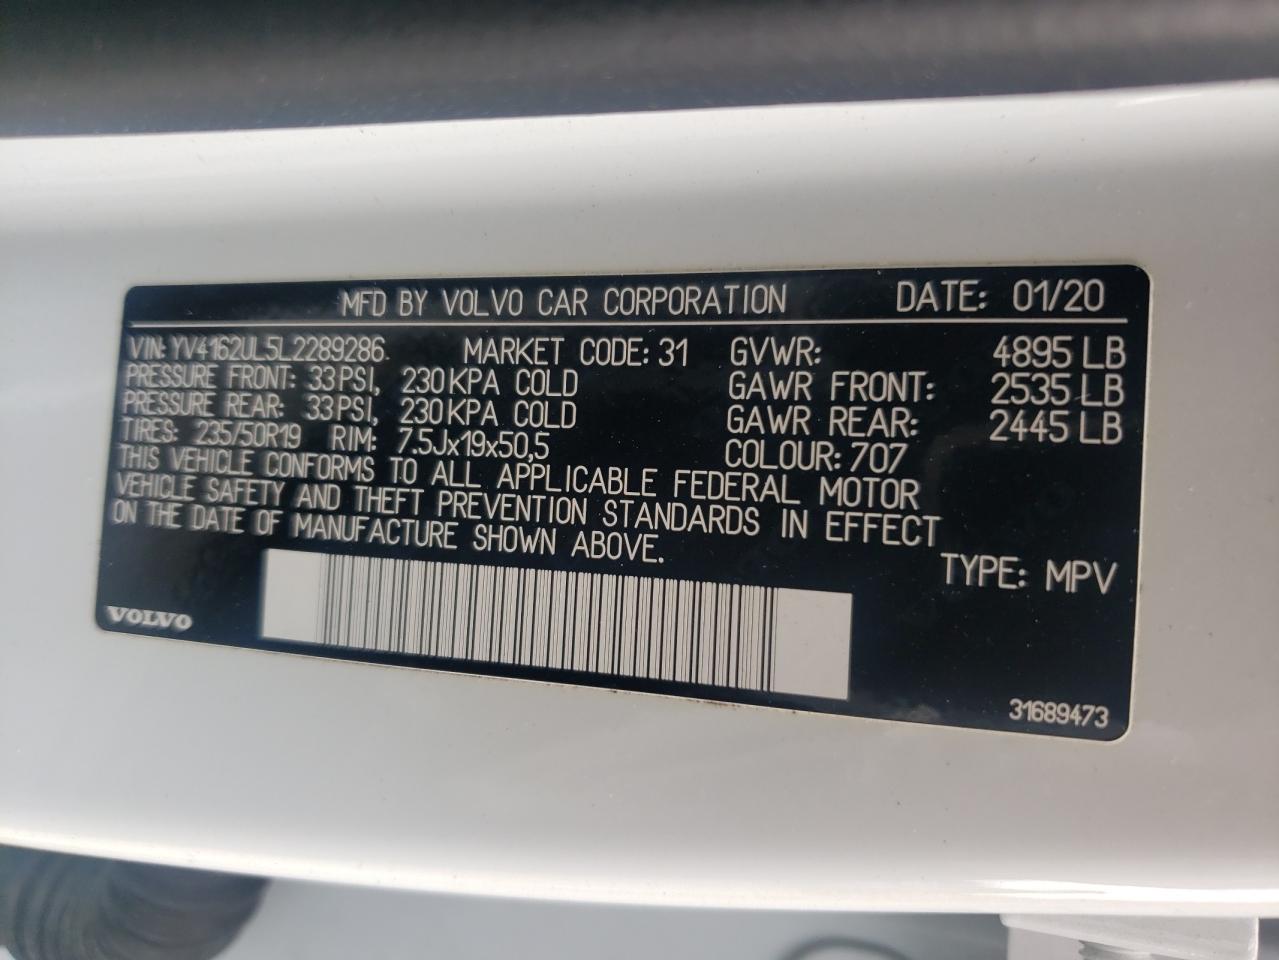 MFD BY VOLVO CAR CORPORATION DATE: 01/20
VIN: YV4162UL5L2289286 MARKET CODE: 31 GVWR: 4895 LB
PRESSURE FRONT: 33 PSI, 230 KPA COLD GAWR FRONT: 2535 LB
PRESSURE REAR: 33 PSI, 230 KPA COLD GAWR REAR: 2445 LB
TIRES: 235/50R19 RIM: 7.5Jx19x50,5 COLOUR: 707
THIS VEHICLE CONFORMS TO ALL APPLICABLE FEDERAL MOTOR
VEHICLE SAFETY AND THEFT PREVENTION STANDARDS IN EFFECT
ON THE DATE OF MANUFACTURE SHOWN ABOVE.
TYPE: MPV
VOLVO
31689473